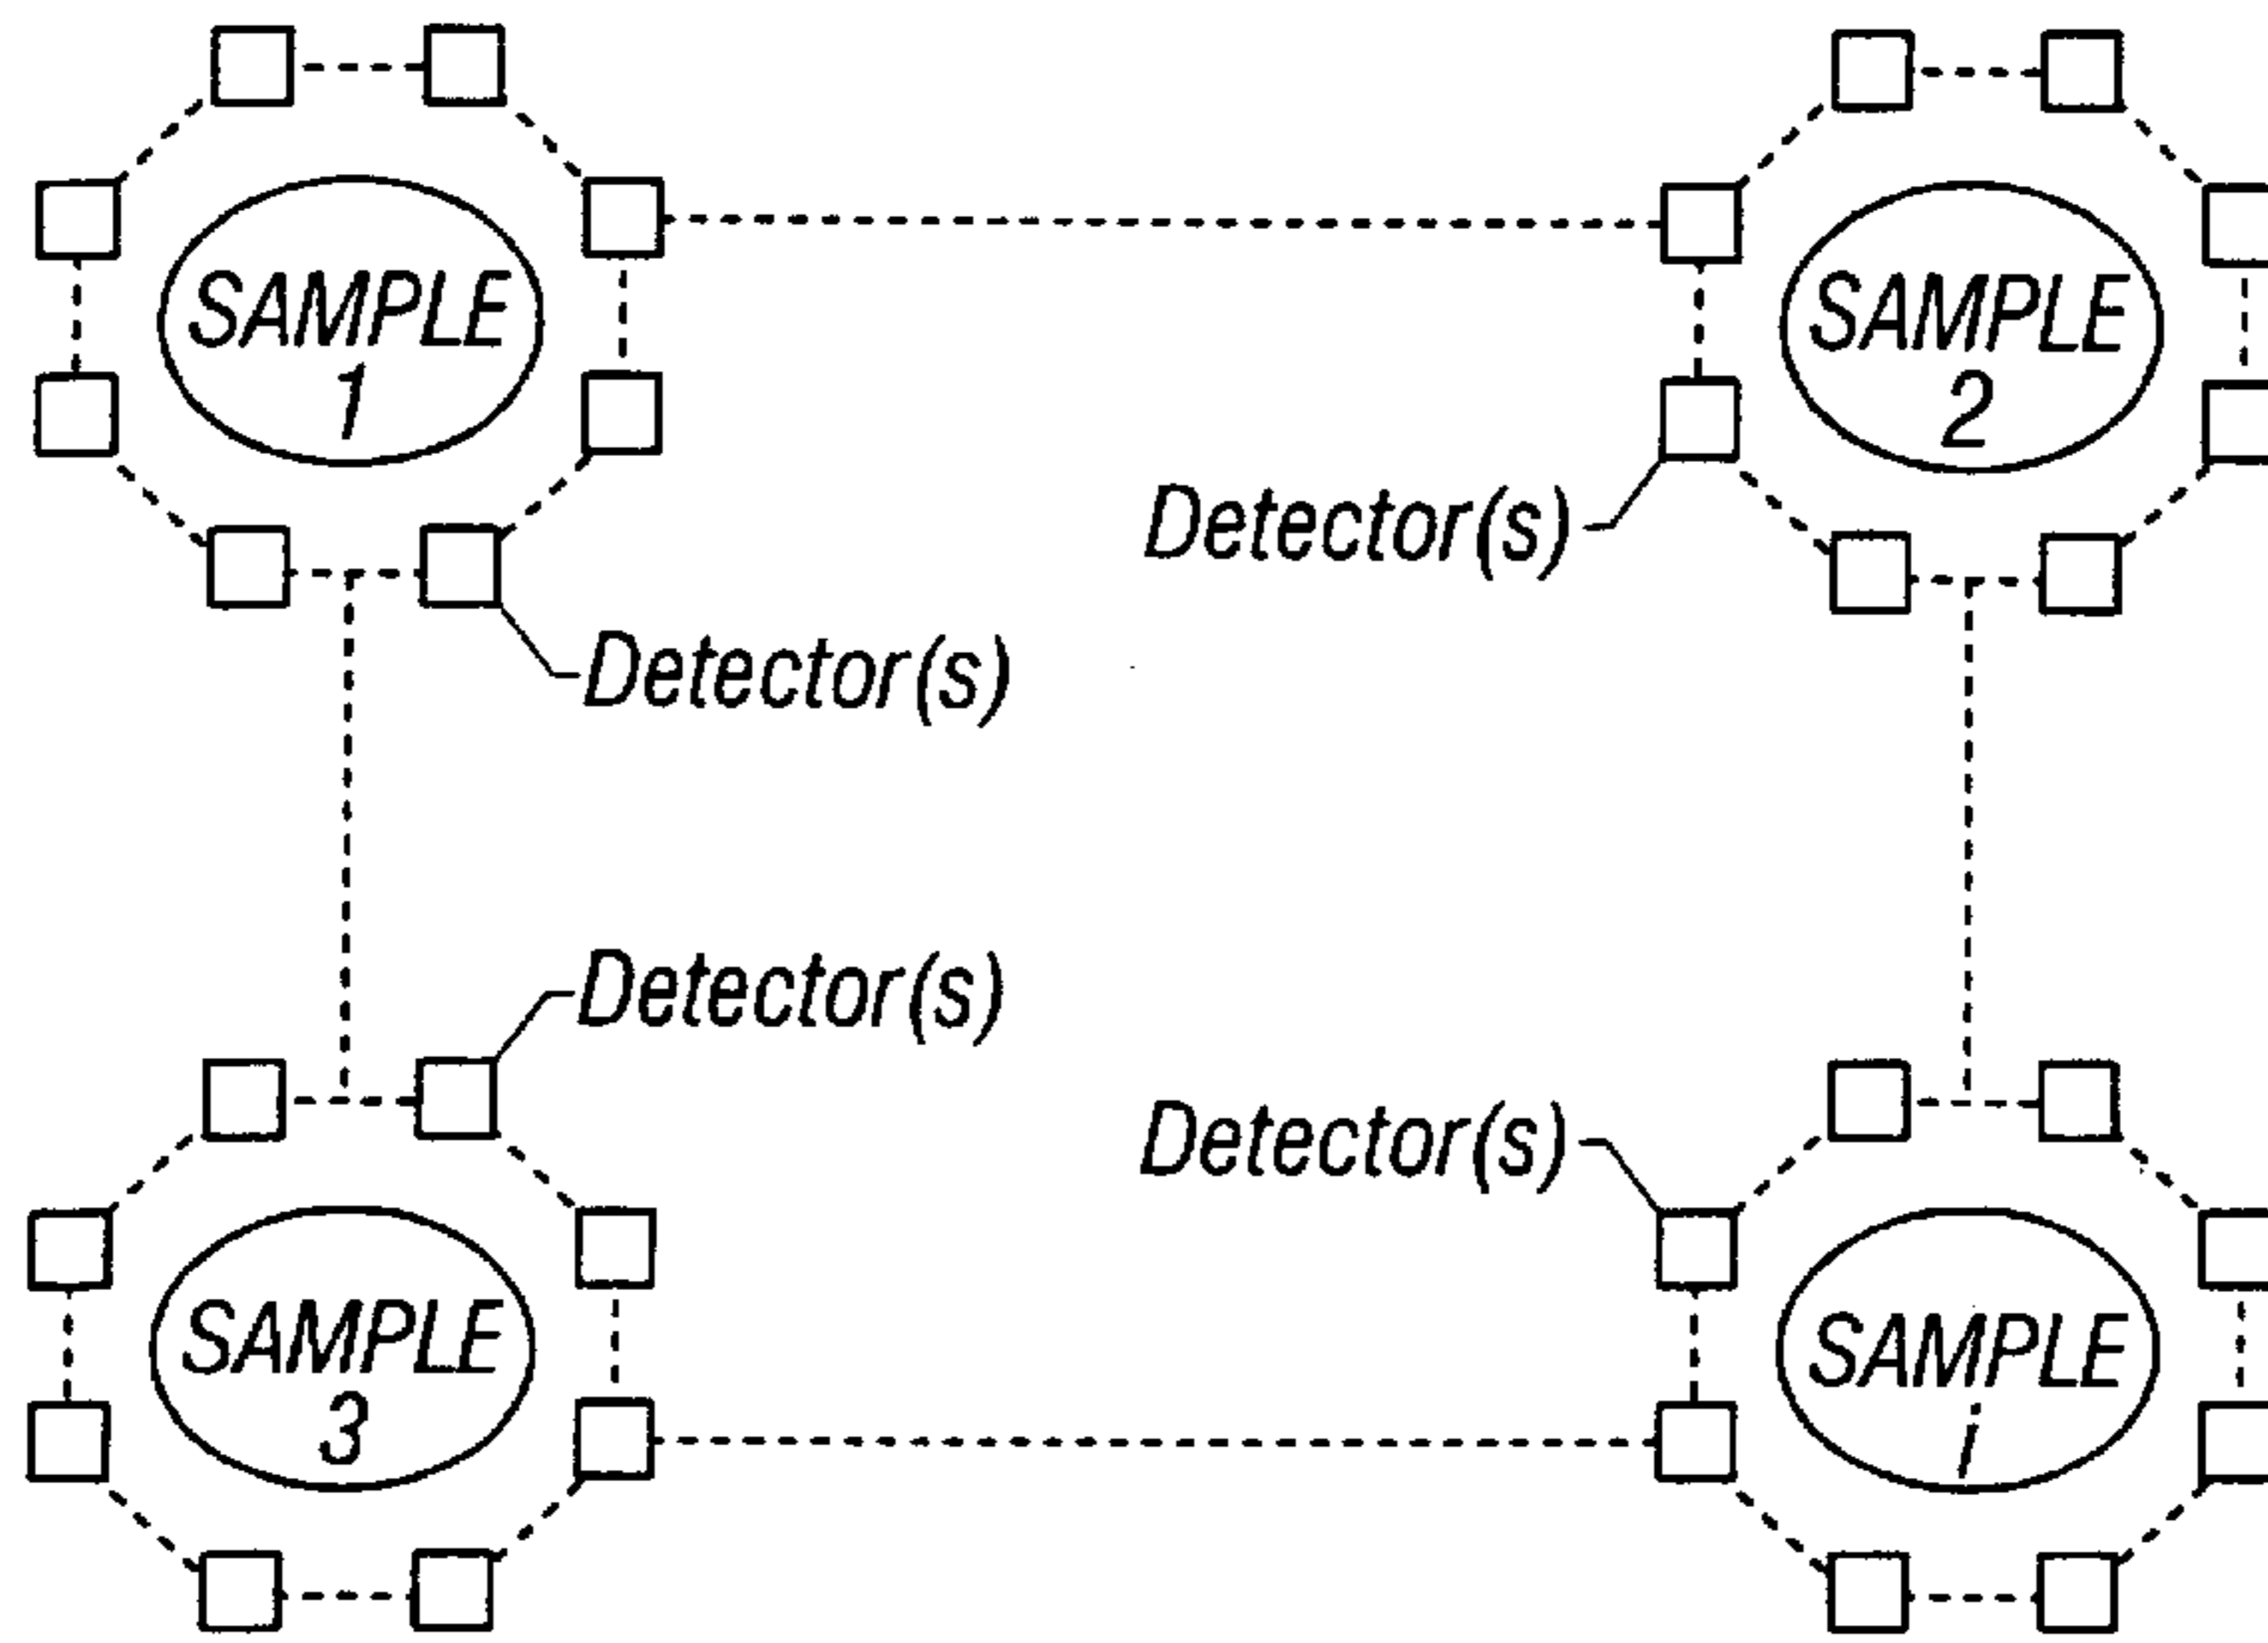 SAMPLE
1
SAMPLE
2
Detector(s)
Detector(s)
Detector(s)
Detector(s)
SAMPLE
3
SAMPLE
i